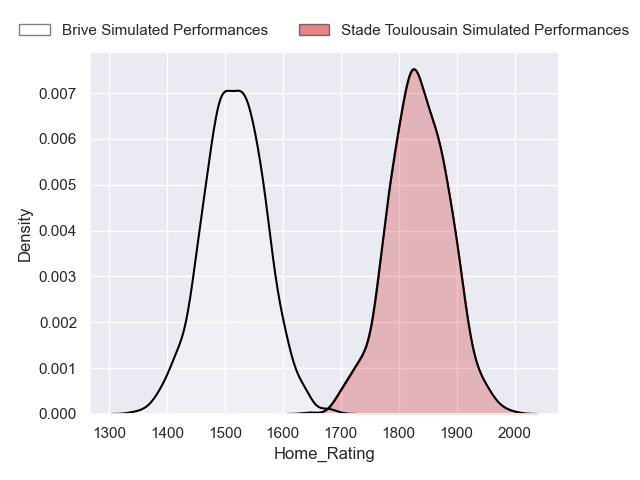 Brive Simulated Performances
Stade Toulousain Simulated Performances
Density
0.007
0.006
0.005
0.004
0.003
0.002
0.001
0.000
1300 1400 1500 1600 1700 1800 1900 2000
Home_Rating